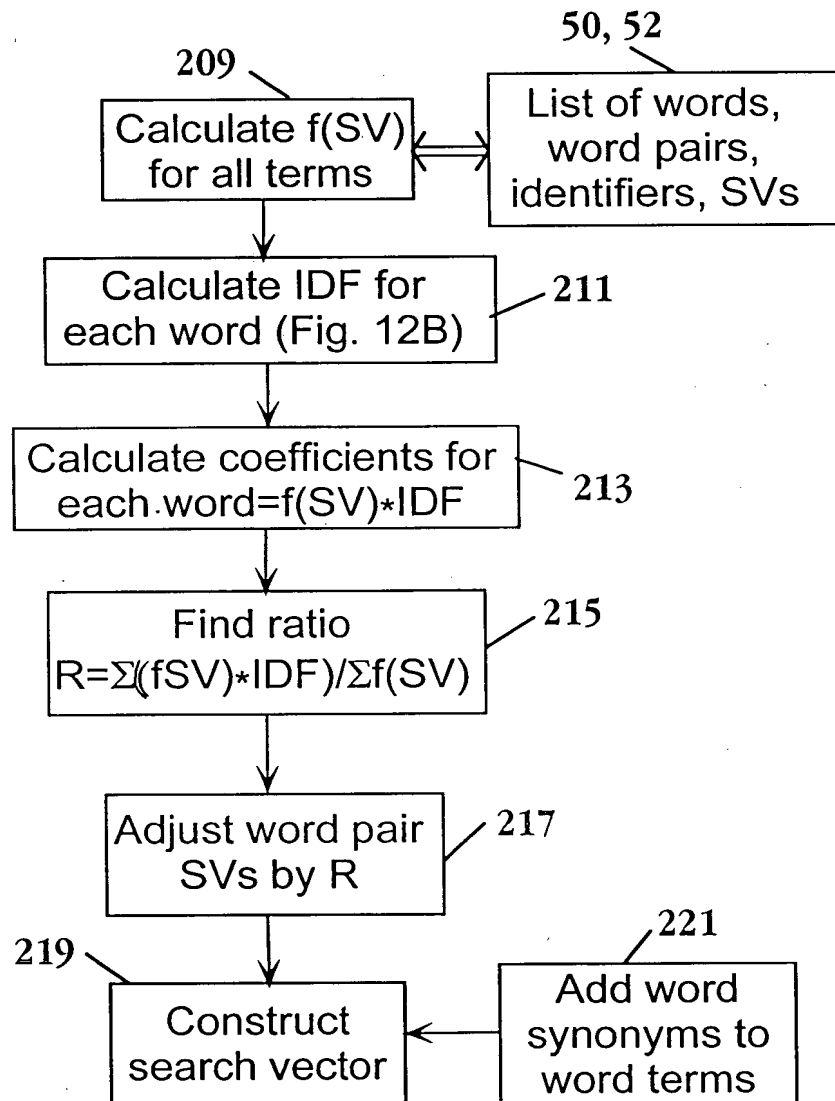 50, 52
209
Calculate f(SV)
for all terms
List of words,
word pairs,
identifiers, SVs
Calculate IDF for
each word (Fig. 12B)
211
Calculate coefficients for
each word=f(SV)*IDF
213
Find ratio
R=Σ((fSV)*IDF)/Σf(SV)
215
Adjust word pair
SVs by R
217
219
Construct
search vector
221
Add word
synonyms to
word terms